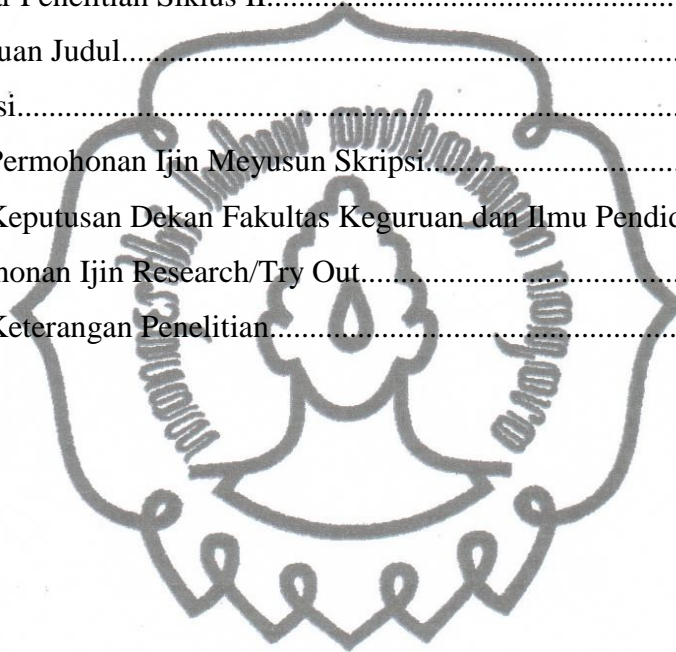 Penelitian Siklus II..............................................
uan Judul..........................................................................
si.......................................................................................
Permohonan Ijin Meyusun Skripsi.................................
Keputusan Dekan Fakultas Keguruan dan Ilmu Pendid
honan Ijin Research/Try Out..........................................
Keterangan Penelitian.....................................................